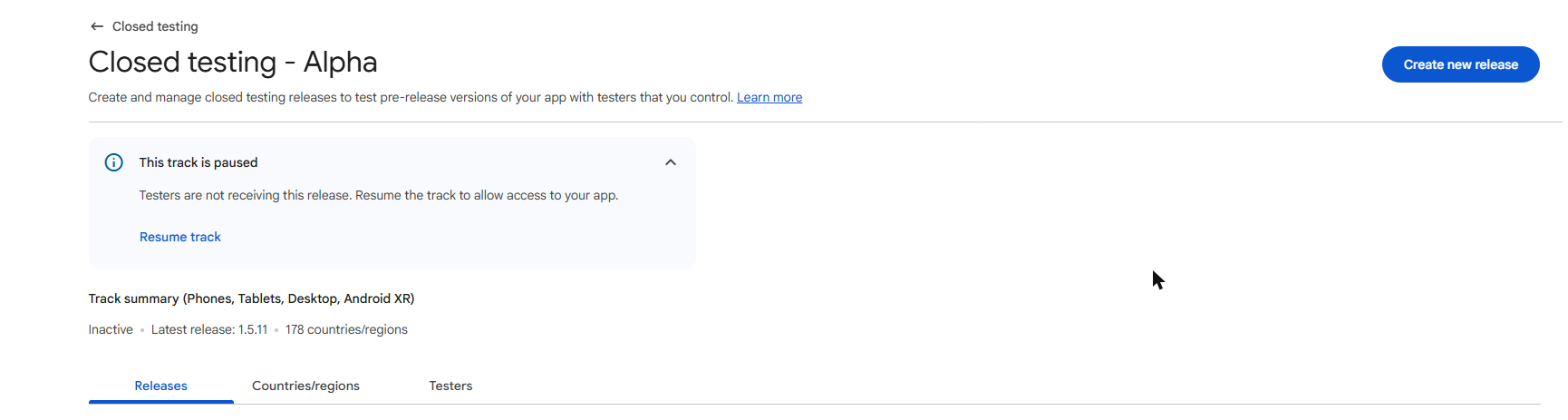 ← Closed testing
Closed testing - Alpha
Create new release
Create and manage closed testing releases to test pre-release versions of your app with testers that you control. Learn more
This track is paused
Testers are not receiving this release. Resume the track to allow access to your app.
Resume track
Track summary (Phones, Tablets, Desktop, Android XR)
Inactive • Latest release: 1.5.11 • 178 countries/regions
Releases Countries/regions Testers